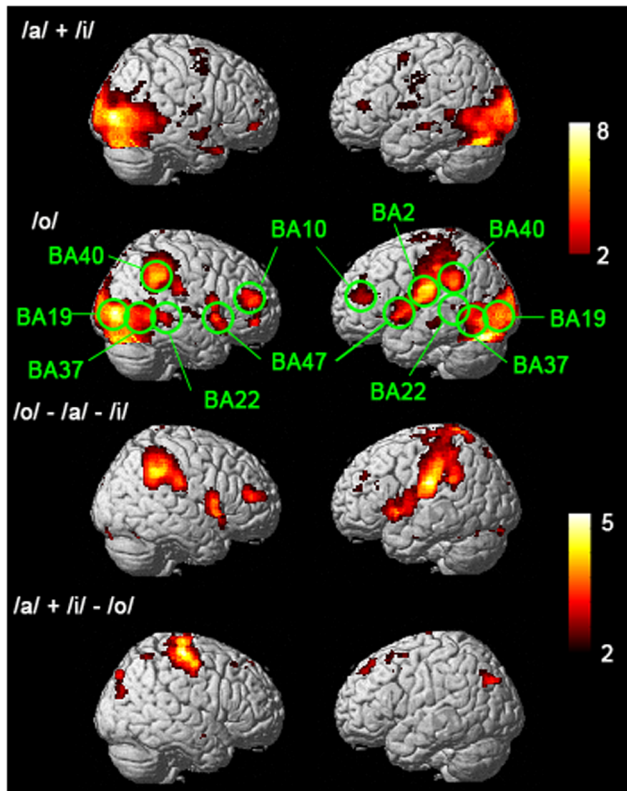 /a/ + /i/
8
2
/o/
BA10
BA2
BA40
BA40
BA19
BA19
BA37
BA47
BA37
BA22
BA22
/o/ - /a/ - /i/
5
2
/a/ + /i/ - /o/